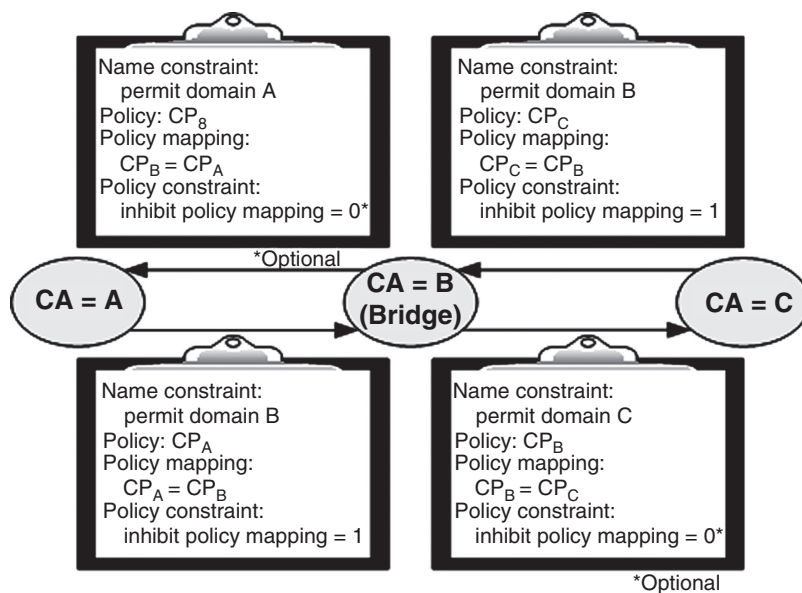 Name constraint:
permit domain A
Policy: CP8
Policy mapping:
CPB = CPA
Policy constraint:
inhibit policy mapping = 0*
Name constraint:
permit domain B
Policy: CPC
Policy mapping:
CPC = CPB
Policy constraint:
inhibit policy mapping = 1
*Optional
CA = A
CA = B
(Bridge)
CA = C
Name constraint:
permit domain B
Policy: CPA
Policy mapping:
CPA = CPB
Policy constraint:
inhibit policy mapping = 1
Name constraint:
permit domain C
Policy: CPB
Policy mapping:
CPB = CPC
Policy constraint:
inhibit policy mapping = 0*
*Optional